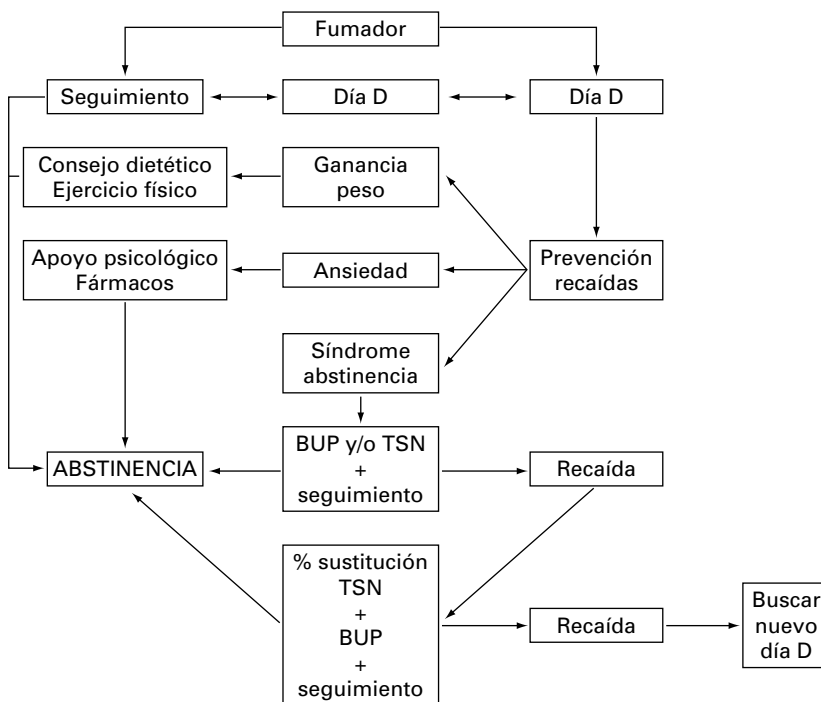 Fumador
Seguimiento
Día D
Día D
Consejo dietético
Ejercicio físico
Ganancia
peso
Apoyo psicológico
Fármacos
Ansiedad
Prevención
recaídas
Síndrome
abstinencia
ABSTINENCIA
BUP y/o TSN
+
seguimiento
Recaída
% sustitución
TSN
+
BUP
+
seguimiento
Recaída
Buscar
nuevo
día D